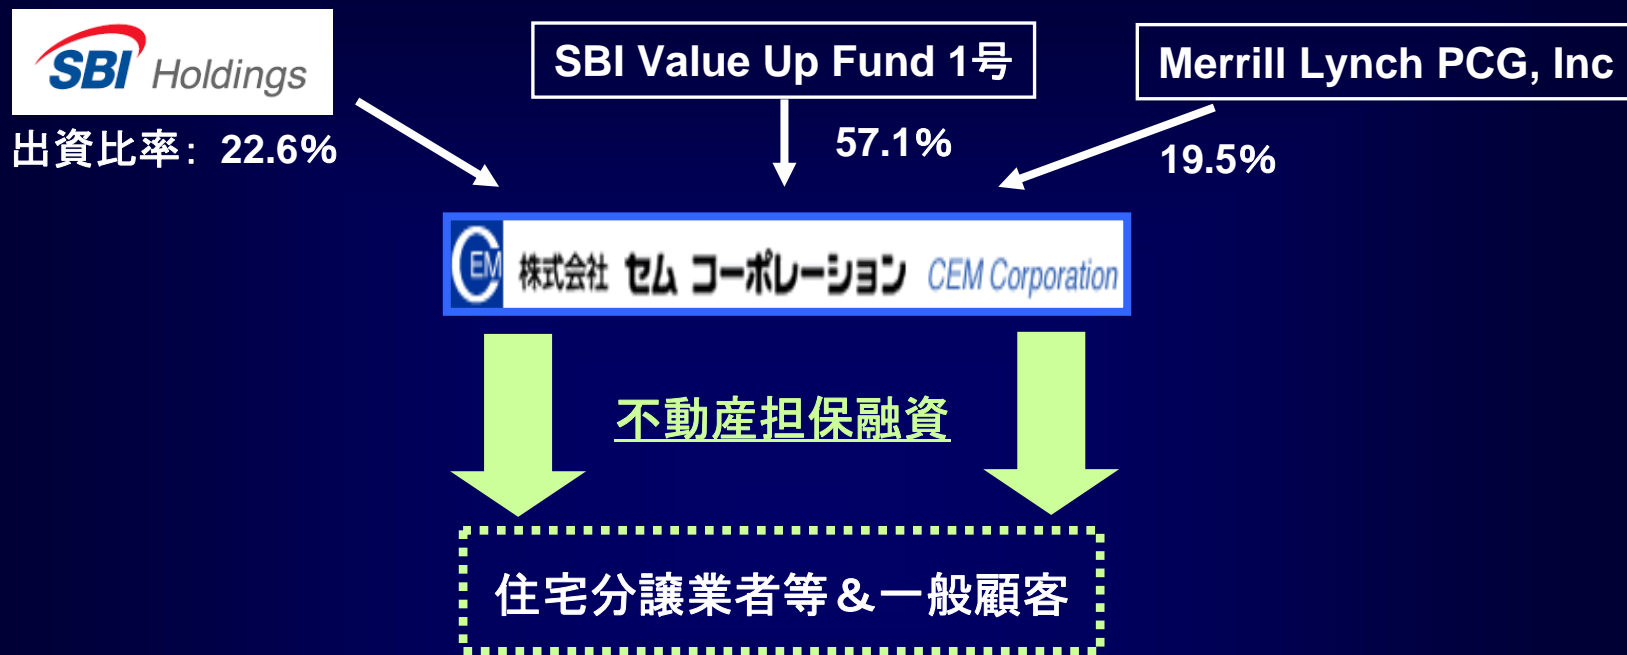 SBI Holdings
SBI Value Up Fund 1号
Merrill Lynch PCG, Inc
出資比率: 22.6%
57.1%
19.5%
CEM 株式会社 セム コーポレーション CEM Corporation
不動産担保融資
住宅分譲業者等＆一般顧客